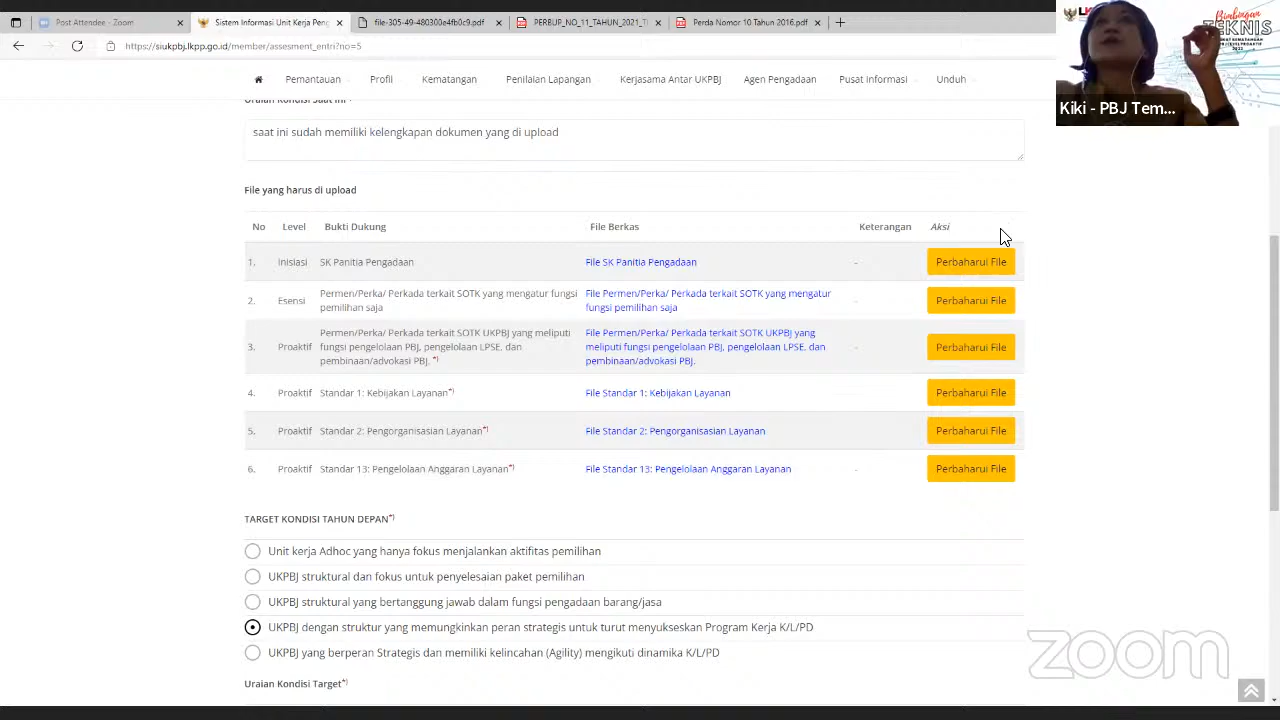 Post Attendee - Zoom
Sistem Informasi Unit Kerja Peng
file-305-49-480300e4fb0c9.pdf
PERBUP_NO_11_TAHUN_2021_T
Perda Nomor 10 Tahun 2016.pdf
https://siukpbj.lkpp.go.id/member/assesment_entri?no=5
Pemantauan
Profil
Kematangan
Kerjasama Antar UKPBJ
Agen Pengadaan
Pusat Informasi
Unduh
Bimbingan
TEKNIS
Kiki - PBJ Tem...
Uraian Kondisi Saat Ini
saat ini sudah memiliki kelengkapan dokumen yang di upload
File yang harus di upload
No Level Bukti Dukung File Berkas Keterangan Aksi
1. Inisiasi SK Panitia Pengadaan File SK Panitia Pengadaan - Perbaharui File
2. Esensi Permen/Perka/ Perkada terkait SOTK yang mengatur fungsi pemilihan saja File Permen/Perka/ Perkada terkait SOTK yang mengatur fungsi pemilihan saja - Perbaharui File
3. Proaktif Permen/Perka/ Perkada terkait SOTK UKPBJ yang meliputi fungsi pengelolaan PBJ, pengelolaan LPSE, dan pembinaan/advokasi PBJ. *) File Permen/Perka/ Perkada terkait SOTK UKPBJ yang meliputi fungsi pengelolaan PBJ, pengelolaan LPSE, dan pembinaan/advokasi PBJ. - Perbaharui File
4. Proaktif Standar 1: Kebijakan Layanan*) File Standar 1: Kebijakan Layanan Perbaharui File
5. Proaktif Standar 2: Pengorganisasian Layanan*) File Standar 2: Pengorganisasian Layanan Perbaharui File
6. Proaktif Standar 13: Pengelolaan Anggaran Layanan*) File Standar 13: Pengelolaan Anggaran Layanan - Perbaharui File
TARGET KONDISI TAHUN DEPAN*)
Unit kerja Adhoc yang hanya fokus menjalankan aktifitas pemilihan
UKPBJ struktural dan fokus untuk penyelesaian paket pemilihan
UKPBJ struktural yang bertanggung jawab dalam fungsi pengadaan barang/jasa
UKPBJ dengan struktur yang memungkinkan peran strategis untuk turut menyukseskan Program Kerja K/L/PD
UKPBJ yang berperan Strategis dan memiliki kelincahan (Agility) mengikuti dinamika K/L/PD
Uraian Kondisi Target*)
zoom